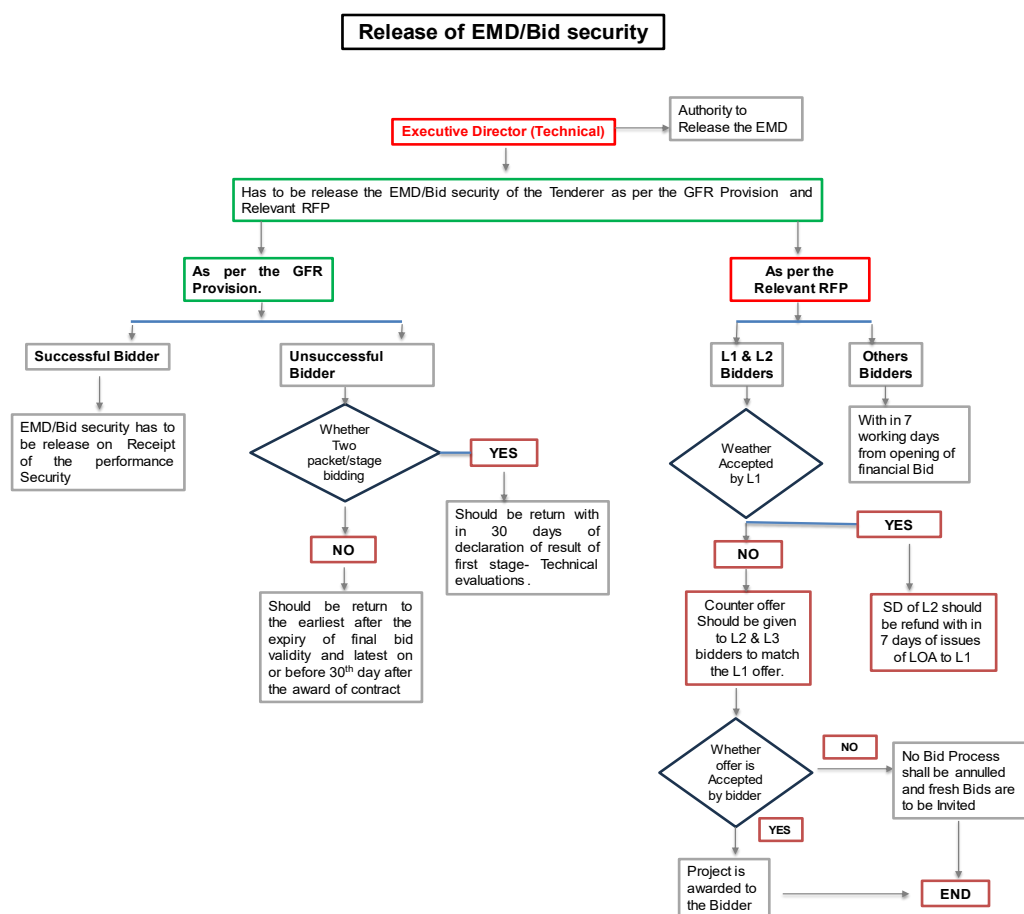 Release of EMD/Bid security
Authority to
Release the EMD
Executive Director (Technical)
Has to be release the EMD/Bid security of the Tenderer as per the GFR Provision and
Relevant RFP
As per the GFR
Provision.
As per the
Relevant RFP
Successful Bidder
Unsuccessful
Bidder
L1 & L2
Bidders
Others
Bidders
EMD/Bid security has to
be release on Receipt
of the performance
Security
Whether
Two
packet/stage
bidding
YES
Should be return with
in 30 days of
declaration of result of
first stage- Technical
evaluations .
NO
Should be return to
the earliest after the
expiry of final bid
validity and latest on
or before 30th day after
the award of contract
Weather
Accepted
by L1
With in 7
working days
from opening of
financial Bid
YES
NO
Counter offer
Should be given
to L2 & L3
bidders to match
the L1 offer.
SD of L2 should
be refund with in
7 days of issues
of LOA to L1
Whether
offer is
Accepted
by bidder
NO
No Bid Process
shall be annulled
and fresh Bids are
to be Invited
YES
Project is
awarded to
the Bidder
END